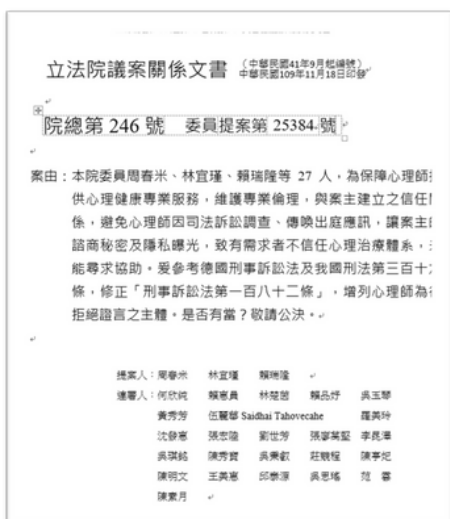 立法院議案關係文書 （中華民國41年9月起編號）
中華民國109年11月18日印發
院總第 246 號 委員提案第 25384 號
案由：本院委員周春米、林宜瑾、賴瑞隆等 27 人，為保障心理師
供心理健康專業服務，維護專業倫理，與案主建立之信任
係，避免心理師因司法訴訟調查、傳喚出庭應訊，讓案主
諮商秘密及隱私曝光，致有需求者不信任心理治療體系，
能尋求協助。爰參考德國刑事訴訟法及我國刑法第三百十
條，修正「刑事訴訟法第一百八十二條」，增列心理師為
拒絕證言之主體。是否有當？敬請公決。
提案人：周春米 林宜瑾 賴瑞隆
連署人：何欣純 賴惠員 林楚茵 賴品妤 吳玉琴
黃秀芳 伍麗華 Saidhai Tahovecahe 羅美玲
沈發惠 張宏陸 劉世芳 張廖萬堅 李昆澤
吳琪銘 陳秀寳 吳秉叡 莊競程 陳亭妃
陳明文 王美惠 邱泰源 吳思瑤 范雲
陳素月